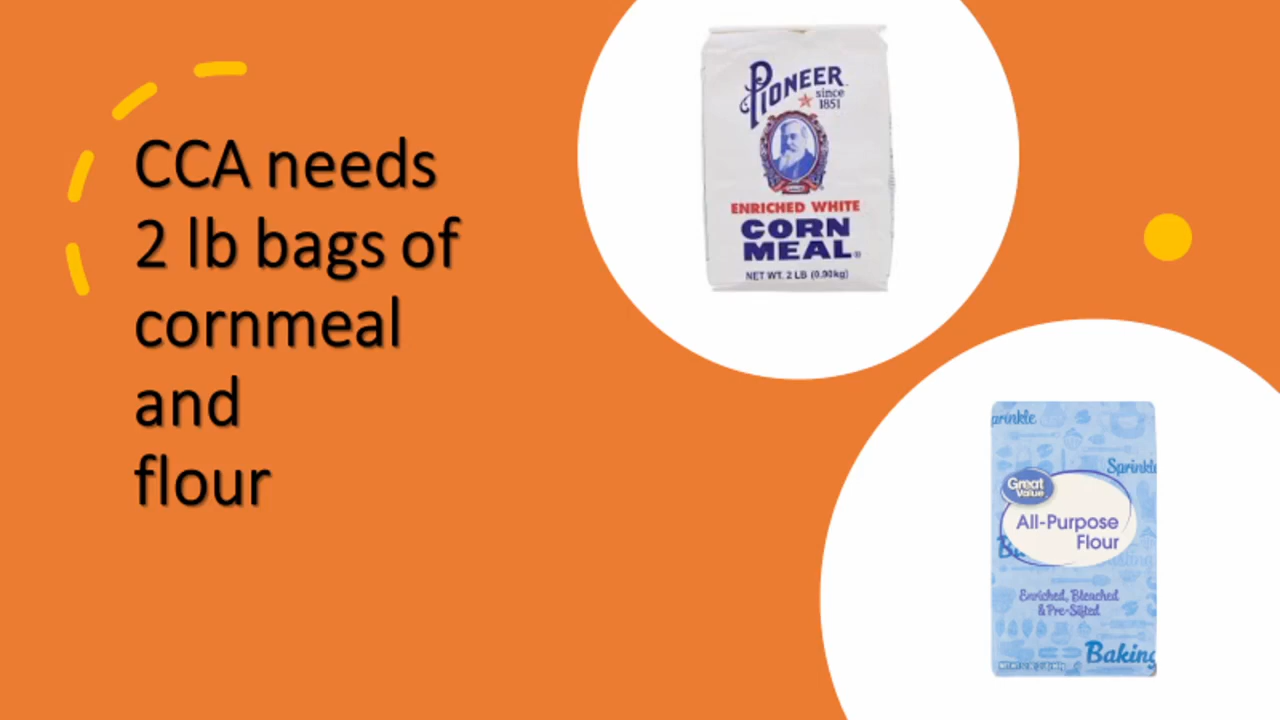 CCA needs
2 lb bags of
cornmeal
and
flour
PIONEER
since
1851
ENRICHED WHITE
CORN
MEAL
NET WT. 2 LB (0.90kg)
prinkle
Sprinkle
Great
Value
All-Purpose
Flour
Enriched, Bleached
& Pre-Sifted
Baking